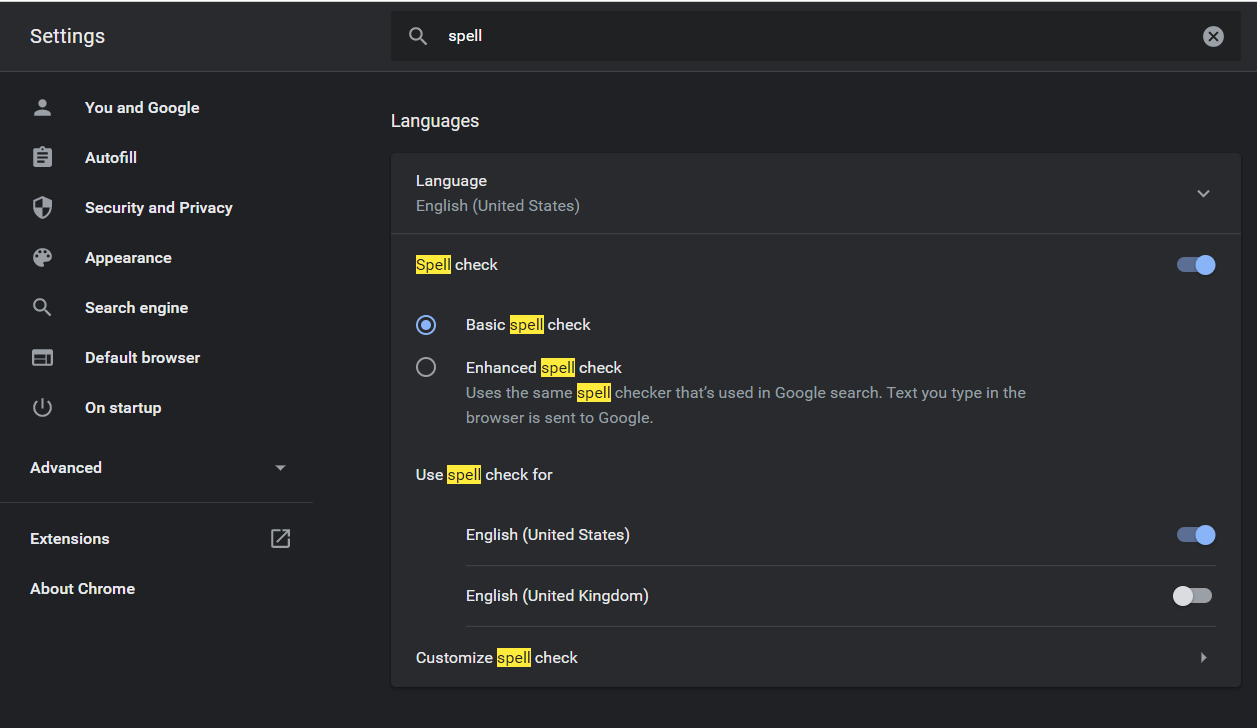 Settings
spell
You and Google
Autofill
Security and Privacy
Appearance
Search engine
Default browser
On startup
Advanced
Extensions
About Chrome
Languages
Language
English (United States)
Spell check
Basic spell check
Enhanced spell check
Uses the same spell checker that’s used in Google search. Text you type in the
browser is sent to Google.
Use spell check for
English (United States)
English (United Kingdom)
Customize spell check